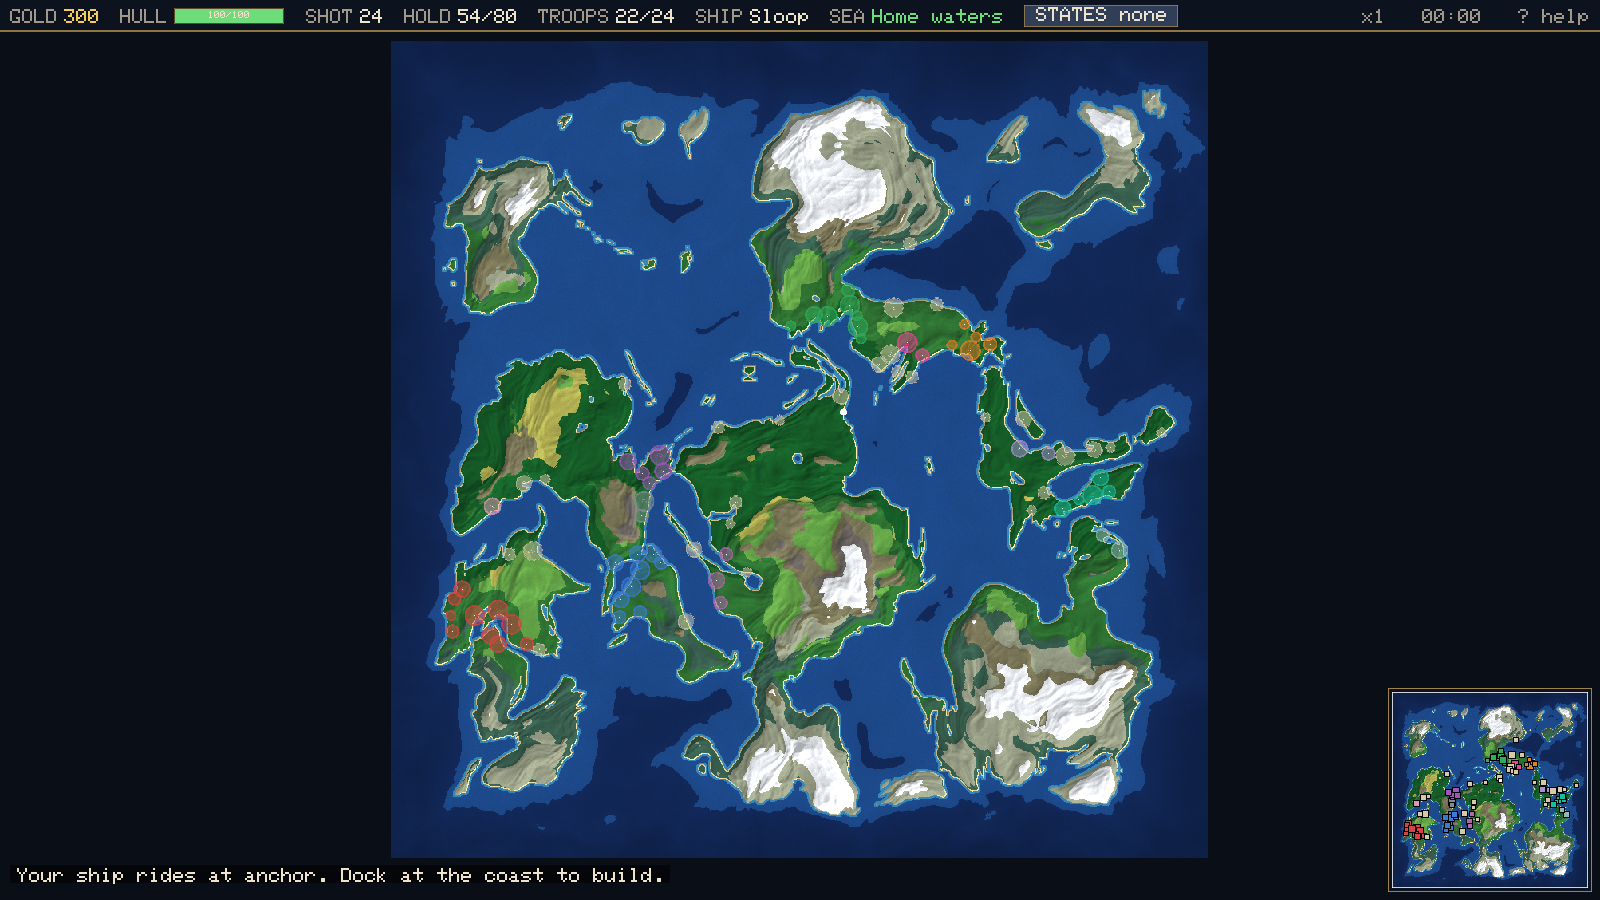 GOLD 300 HULL 100/100 SHOT 24 HOLD 54/80 TROOPS 22/24 SHIP Sloop SEA Home waters STATES none x1 00:00 ? help
Your ship rides at anchor. Dock at the coast to build.